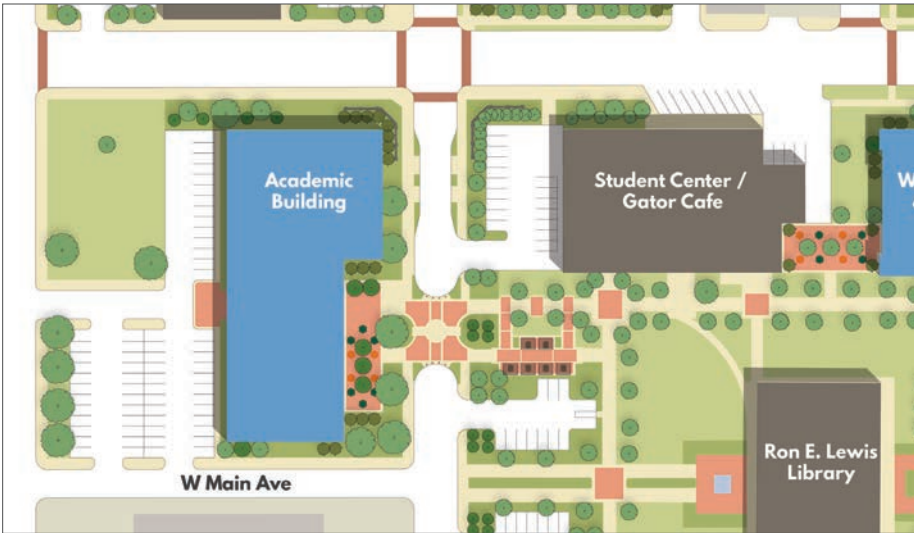 Academic
Building
Student Center /
Gator Cafe
W
Ron E. Lewis
Library
W Main Ave